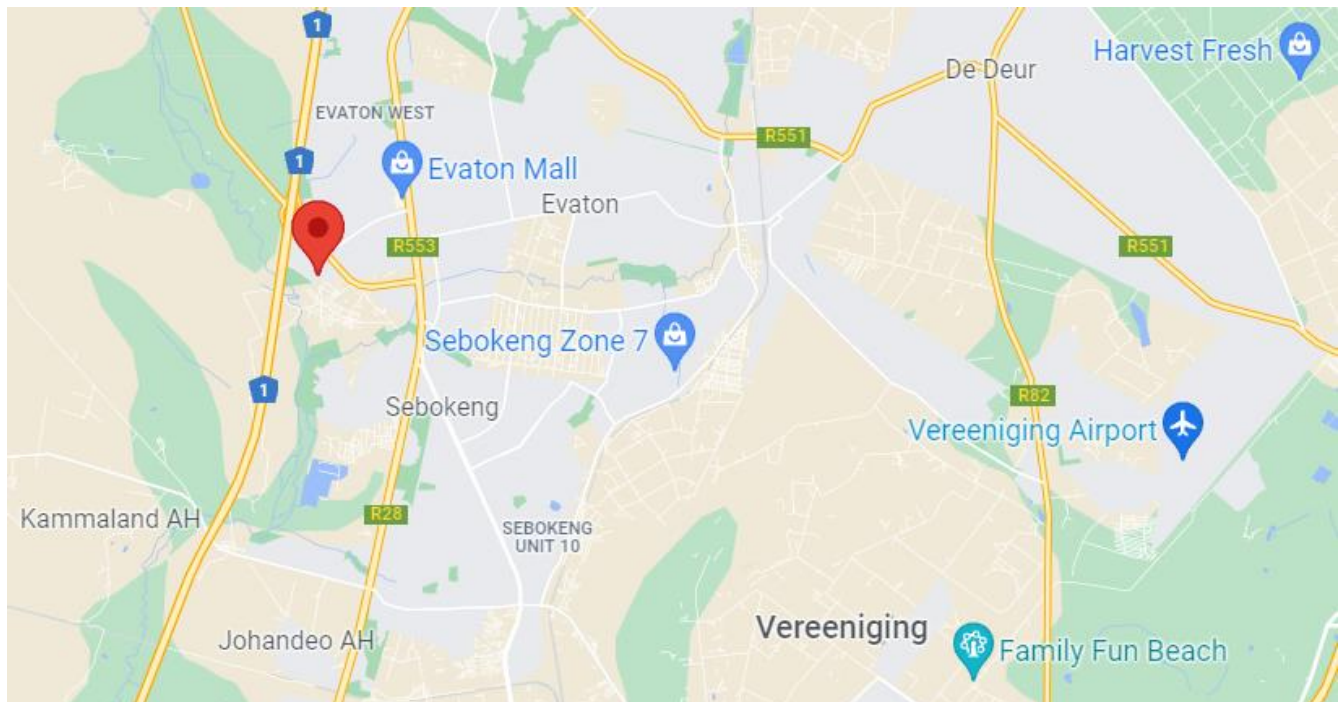 1
Harvest Fresh
De Deur
EVATON WEST
R551
1
Evaton Mall
Evaton
R553
R551
Sebokeng Zone 7
1
R82
Sebokeng
Vereeniging Airport
Kammaland AH
R28
SEBOKENG
UNIT 10
Vereeniging
Johandeo AH
Family Fun Beach